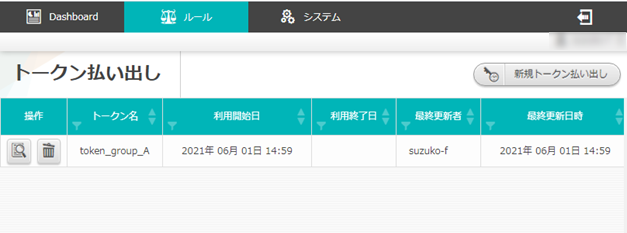 Dashboard ルール システム
トークン払い出し
新規トークン払い出し
操作 トークン名 利用開始日 利用終了日 最終更新者 最終更新日時
token_group_A 2021年 06月 01日 14:59 suzuko-f 2021年 06月 01日 14:59